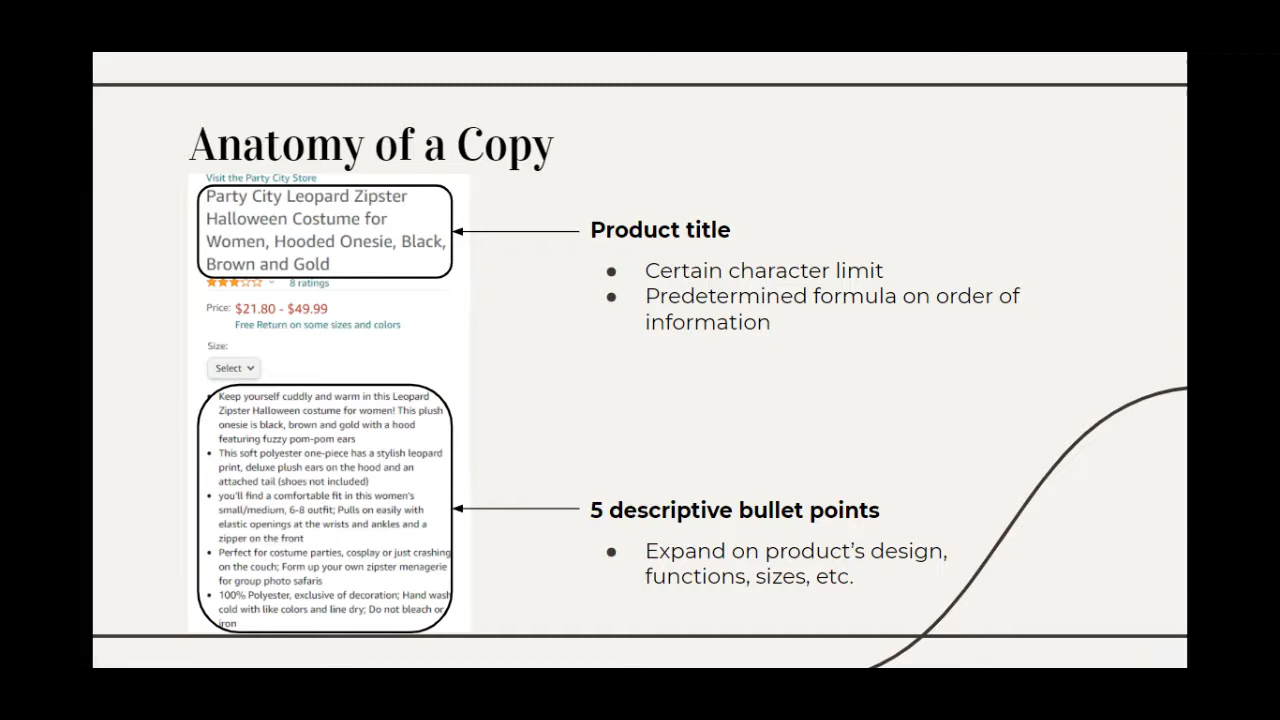 Anatomy of a Copy
Visit the Party City Store
Party City Leopard Zipster
Halloween Costume for
Women, Hooded Onesie, Black,
Brown and Gold
8 ratings
Price: $21.80 - $49.99
Free Return on some sizes and colors
Size:
Select
• Keep yourself cuddly and warm in this Leopard
Zipster Halloween costume for women! This plush
onesie is black, brown and gold with a hood
featuring fuzzy pom-pom ears
• This soft polyester one-piece has a stylish leopard
print, deluxe plush ears on the hood and an
attached tail (shoes not included)
• you'll find a comfortable fit in this women's
small/medium, 6-8 outfit; Pulls on easily with
elastic openings at the wrists and ankles and a
zipper on the front
• Perfect for costume parties, cosplay or just crashing
on the couch; Form up your own zipster menagerie
for group photo safaris
• 100% Polyester, exclusive of decoration; Hand wash
cold with like colors and line dry; Do not bleach or
iron
Product title
● Certain character limit
● Predetermined formula on order of
information
5 descriptive bullet points
● Expand on product's design,
functions, sizes, etc.